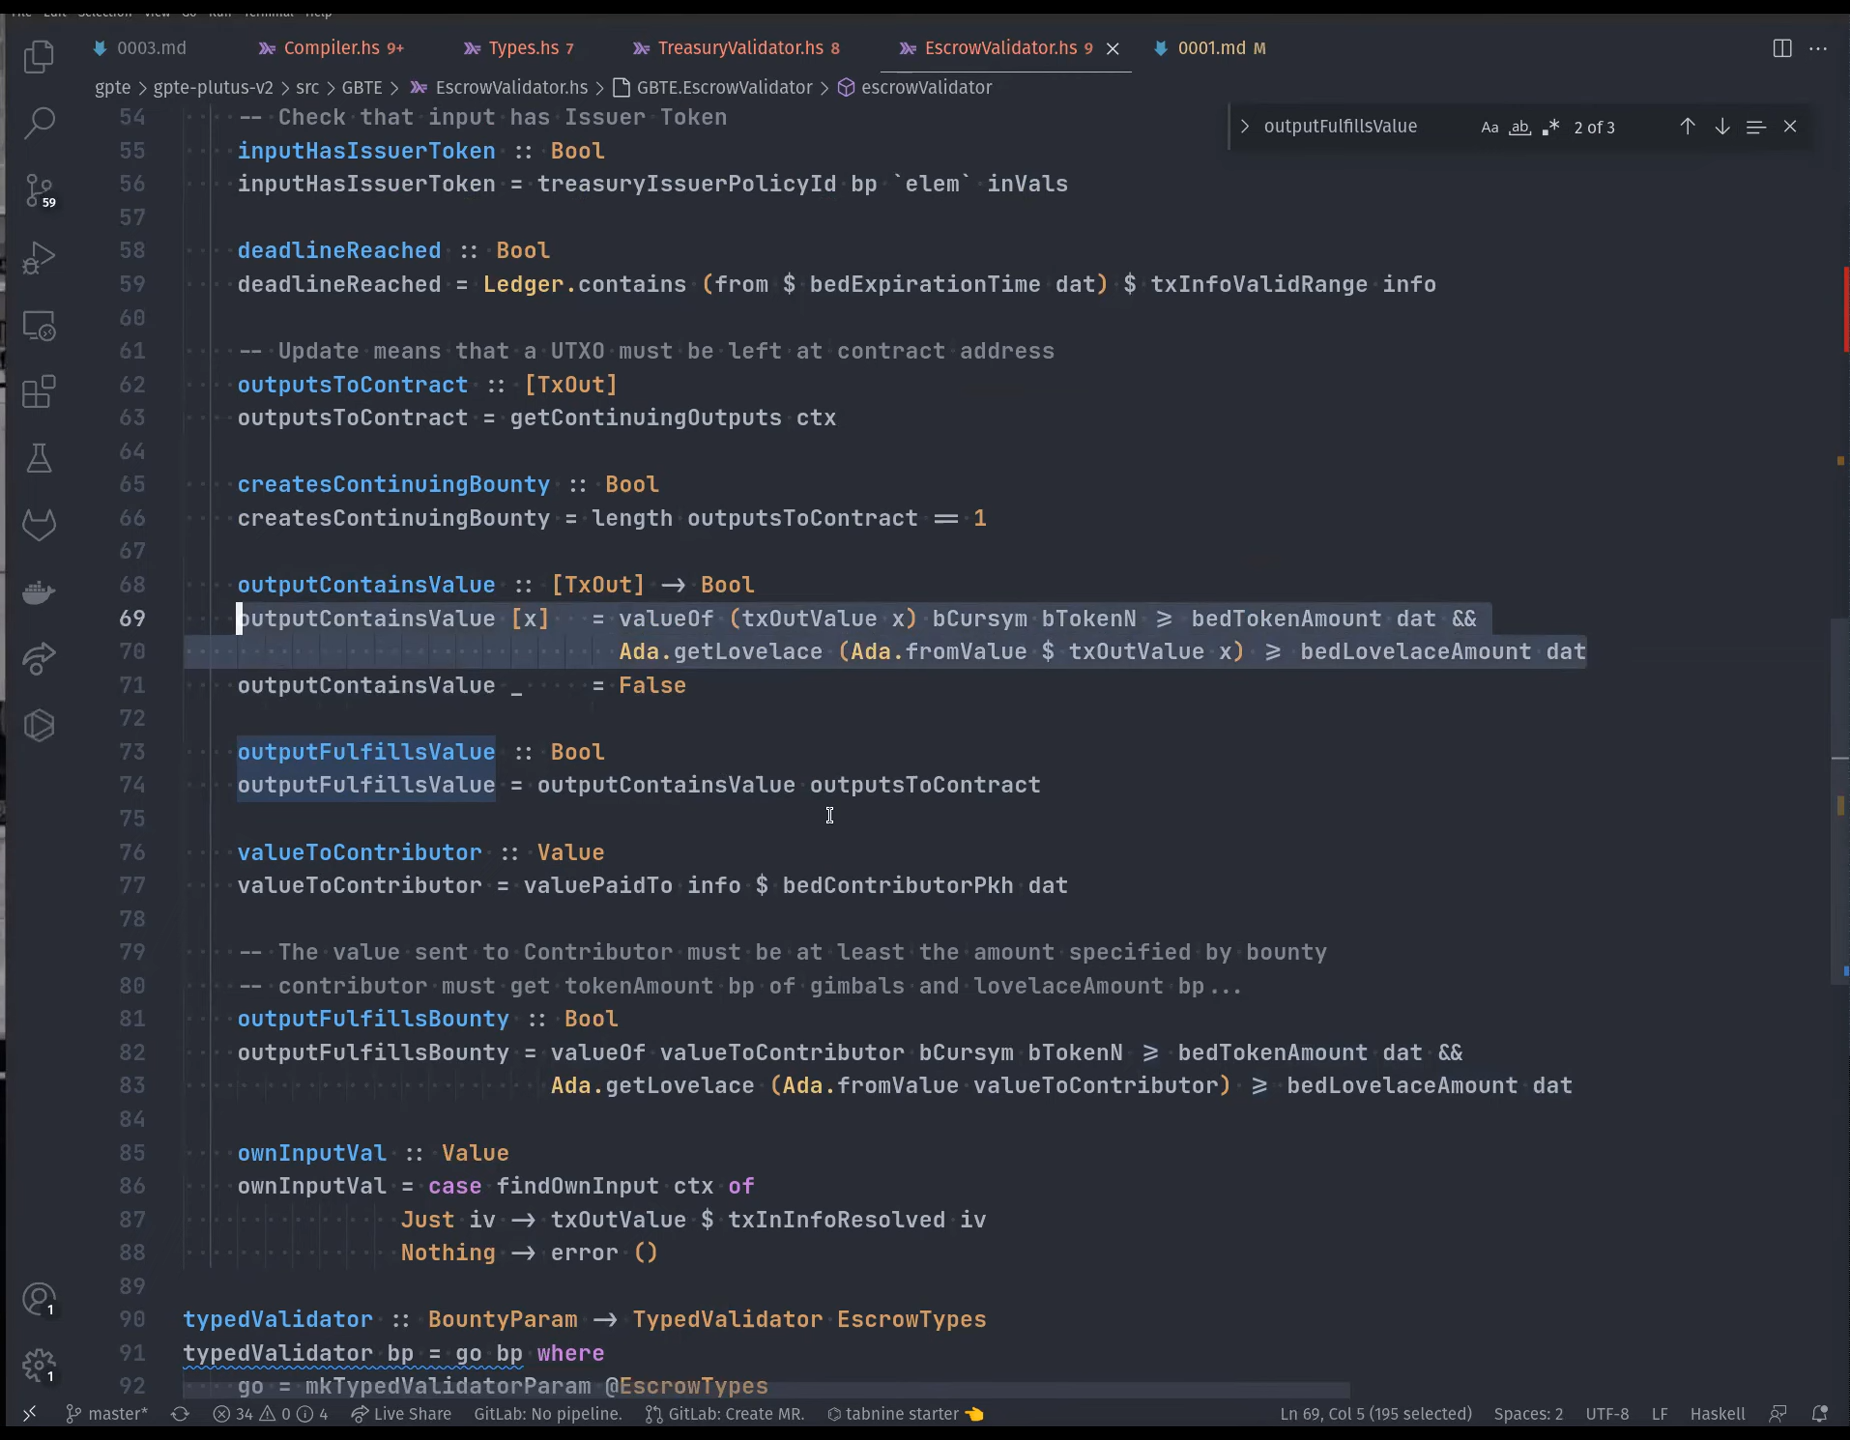 0003.md Compiler.hs 9+ Types.hs 7 TreasuryValidator.hs 8 EscrowValidator.hs 9 0001.md M
gpte > gpte-plutus-v2 > src > GBTE > EscrowValidator.hs > GBTE.EscrowValidator > escrowValidator
outputFulfillsValue Aa ab .* 2 of 3
54 -- Check that input has Issuer Token
55 inputHasIssuerToken :: Bool
56 inputHasIssuerToken = treasuryIssuerPolicyId bp `elem` inVals
57
58 deadlineReached :: Bool
59 deadlineReached = Ledger.contains (from $ bedExpirationTime dat) $ txInfoValidRange info
60
61 -- Update means that a UTXO must be left at contract address
62 outputsToContract :: [TxOut]
63 outputsToContract = getContinuingOutputs ctx
64
65 createsContinuingBounty :: Bool
66 createsContinuingBounty = length outputsToContract == 1
67
68 outputContainsValue :: [TxOut] -> Bool
69 outputContainsValue [x] = valueOf (txOutValue x) bCursym bTokenN >= bedTokenAmount dat &&
70 Ada.getLovelace (Ada.fromValue $ txOutValue x) >= bedLovelaceAmount dat
71 outputContainsValue _ = False
72
73 outputFulfillsValue :: Bool
74 outputFulfillsValue = outputContainsValue outputsToContract
75
76 valueToContributor :: Value
77 valueToContributor = valuePaidTo info $ bedContributorPkh dat
78
79 -- The value sent to Contributor must be at least the amount specified by bounty
80 -- contributor must get tokenAmount bp of gimbals and lovelaceAmount bp...
81 outputFulfillsBounty :: Bool
82 outputFulfillsBounty = valueOf valueToContributor bCursym bTokenN >= bedTokenAmount dat &&
83 Ada.getLovelace (Ada.fromValue valueToContributor) >= bedLovelaceAmount dat
84
85 ownInputVal :: Value
86 ownInputVal = case findOwnInput ctx of
87 Just iv -> txOutValue $ txInInfoResolved iv
88 Nothing -> error ()
89
90 typedValidator :: BountyParam -> TypedValidator EscrowTypes
91 typedValidator bp = go bp where
92 go = mkTypedValidatorParam @EscrowTypes
59
1
1
master* 34 0 4 Live Share GitLab: No pipeline. GitLab: Create MR. tabnine starter 👈 Ln 69, Col 5 (195 selected) Spaces: 2 UTF-8 LF Haskell